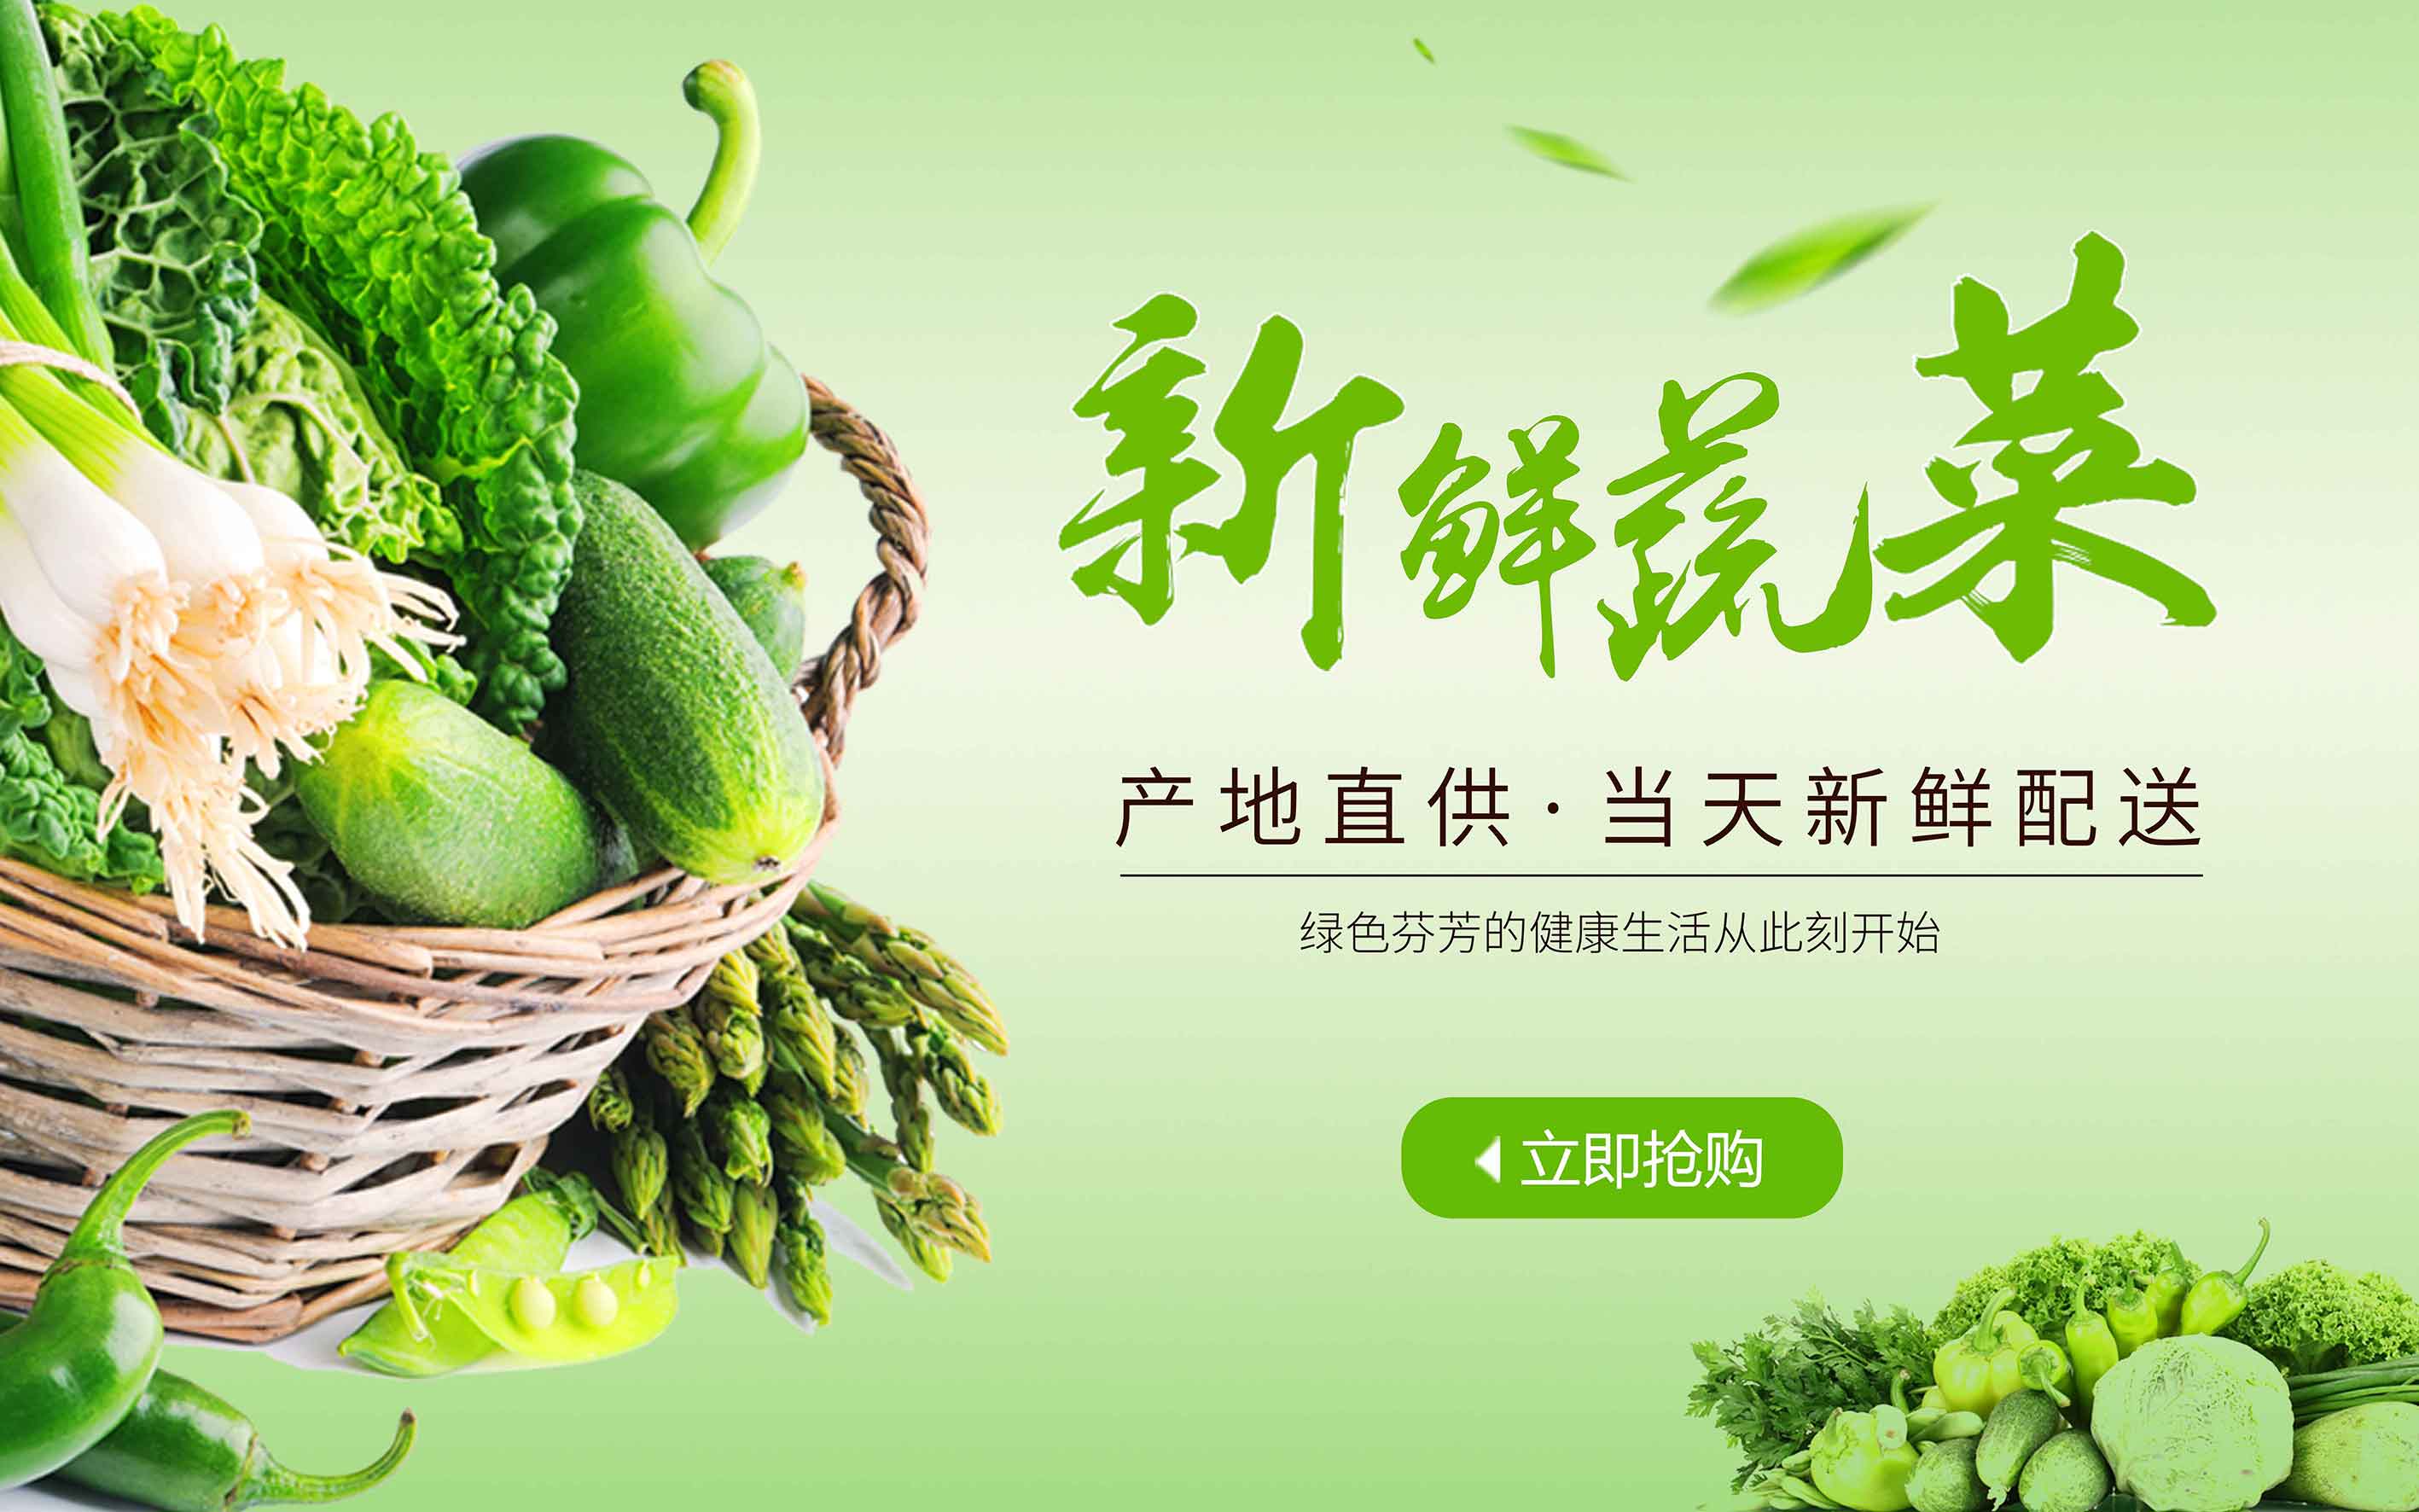 新鲜蔬菜
产地直供·当天新鲜配送
绿色芬芳的健康生活从此刻开始
立即抢购